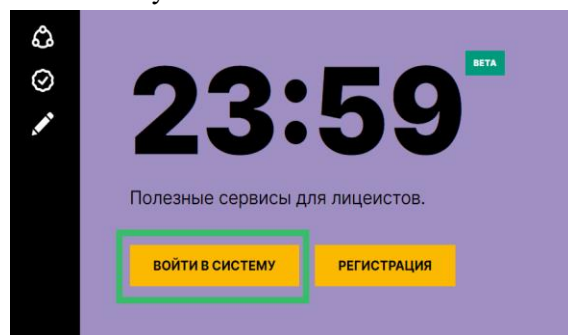 23:59
BETA
Полезные сервисы для лицеистов.
ВОЙТИ В СИСТЕМУ
РЕГИСТРАЦИЯ